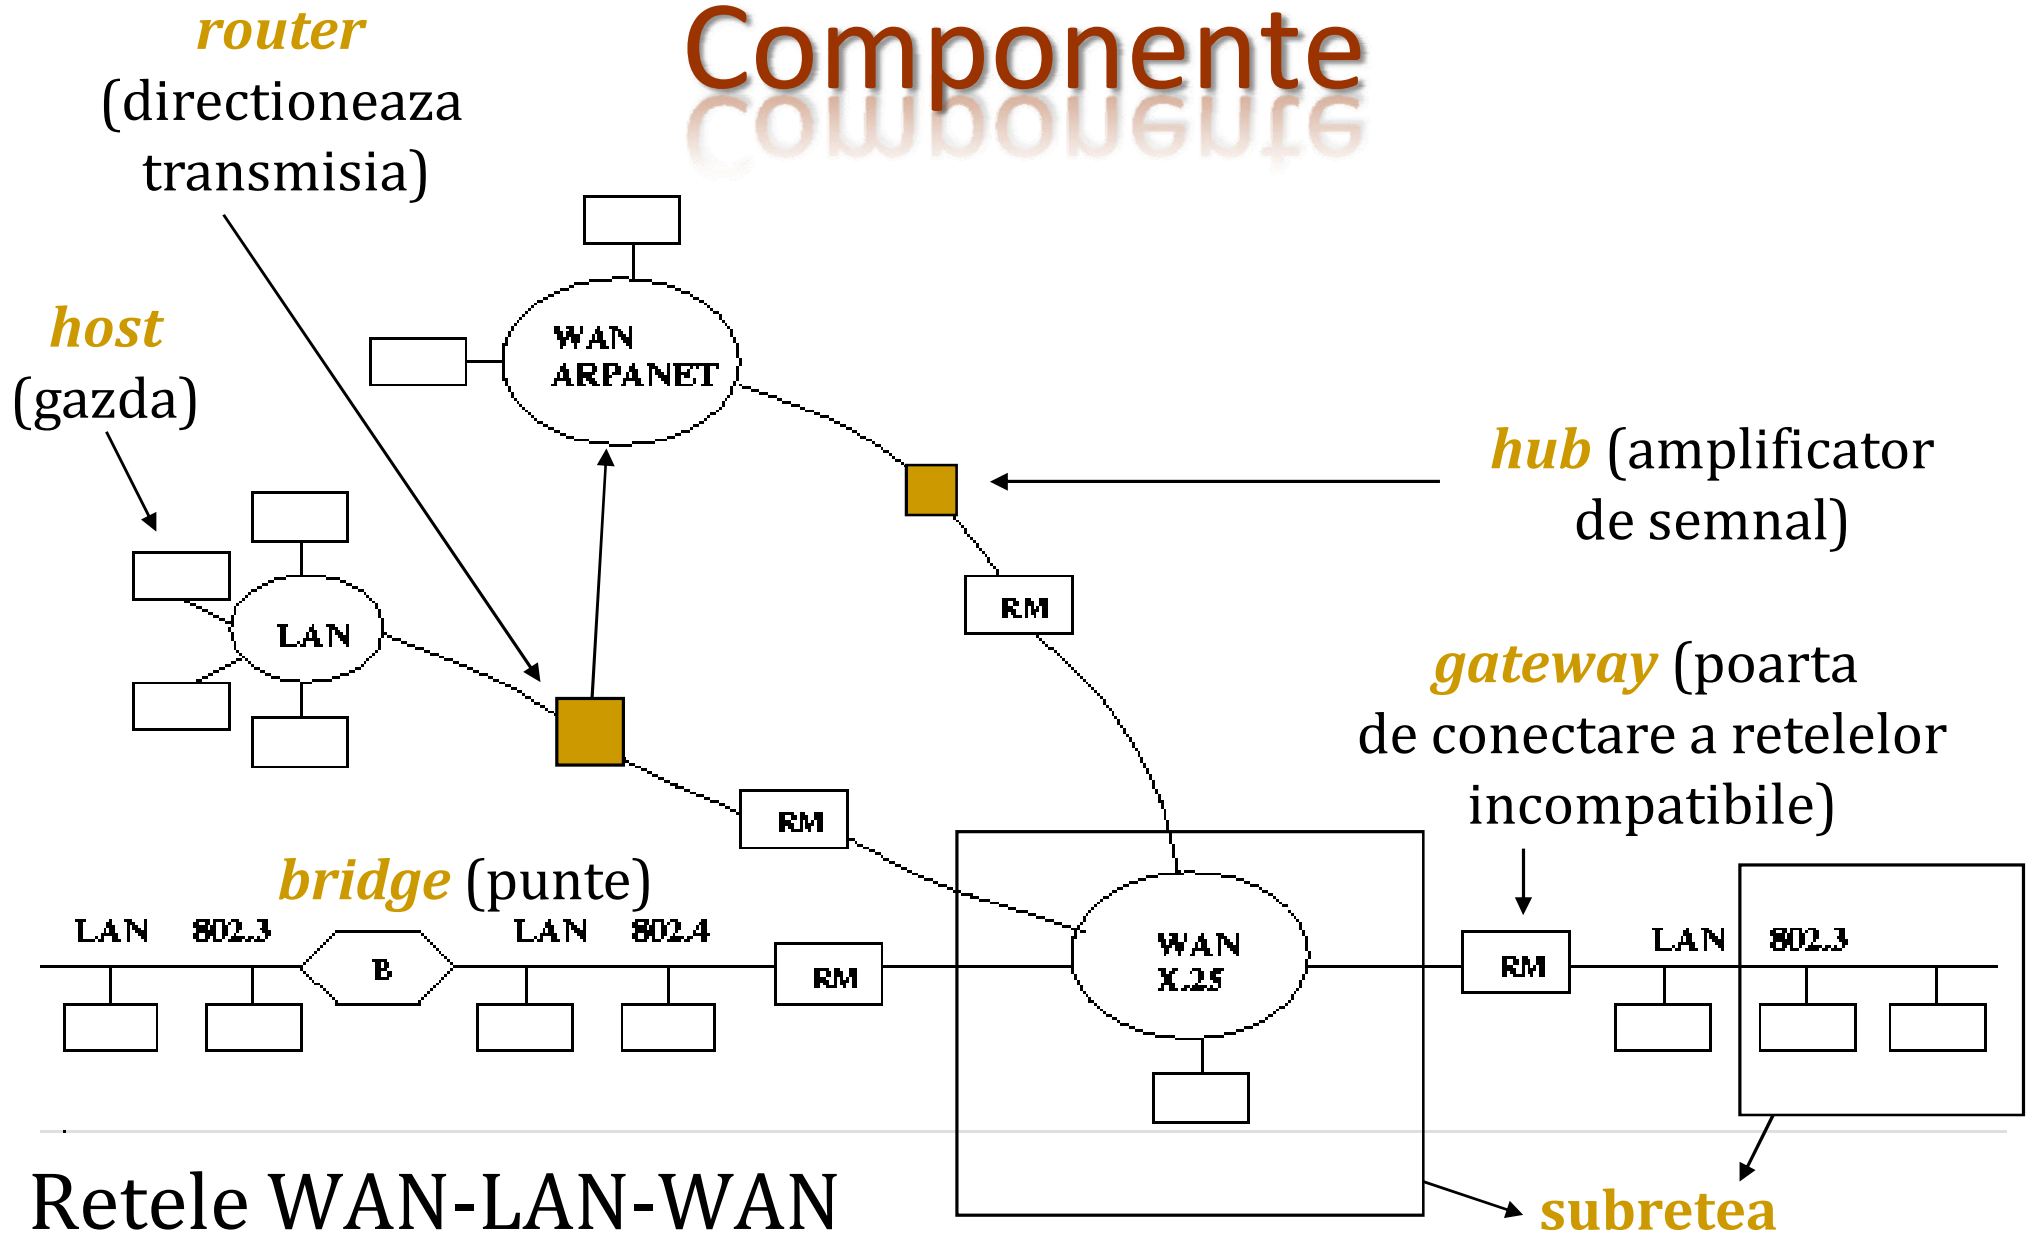 Componente
router
(directioneaza
transmisia)
host
(gazda)
WAN
ARPANET
hub (amplificator
de semnal)
LAN
RM
gateway (poarta
de conectare a retelelor
incompatibile)
RM
bridge (punte)
LAN 802.3
B
LAN 802.4
RM
WAN
X.25
RM
LAN 802.3
Retele WAN-LAN-WAN
subretea